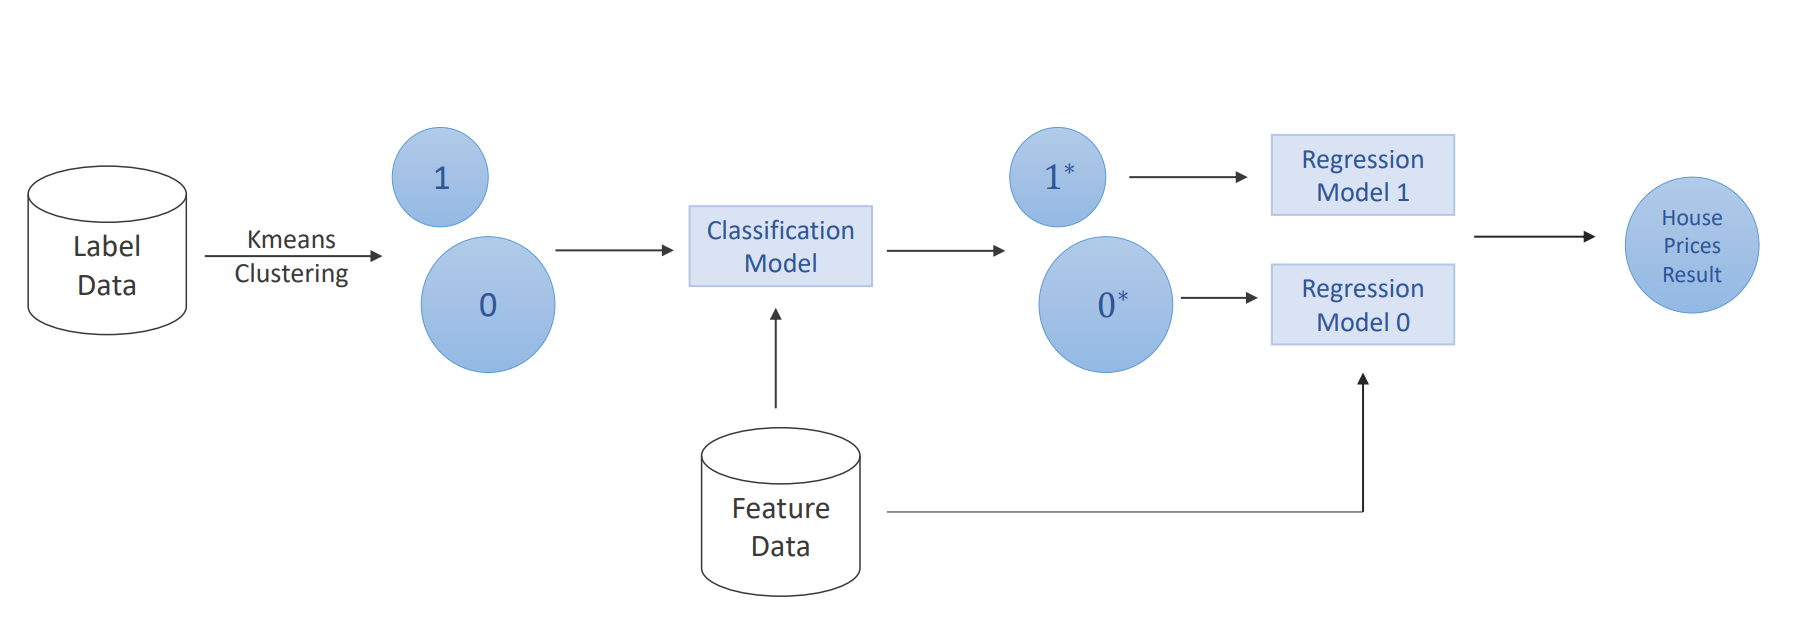 Label
Data
Kmeans
Clustering
1
0
Classification
Model
Feature
Data
1*
0*
Regression
Model 1
Regression
Model 0
House
Prices
Result